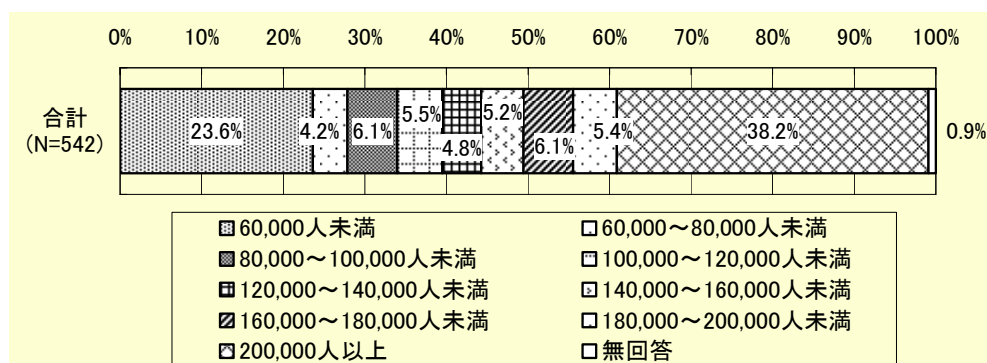 0% 10% 20% 30% 40% 50% 60% 70% 80% 90% 100%
合計
(N=542)
23.6% 4.2% 6.1% 5.5% 4.8% 5.2% 6.1% 5.4% 38.2% 0.9%
60,000人未満 60,000～80,000人未満
80,000～100,000人未満 100,000～120,000人未満
120,000～140,000人未満 140,000～160,000人未満
160,000～180,000人未満 180,000～200,000人未満
200,000人以上 無回答